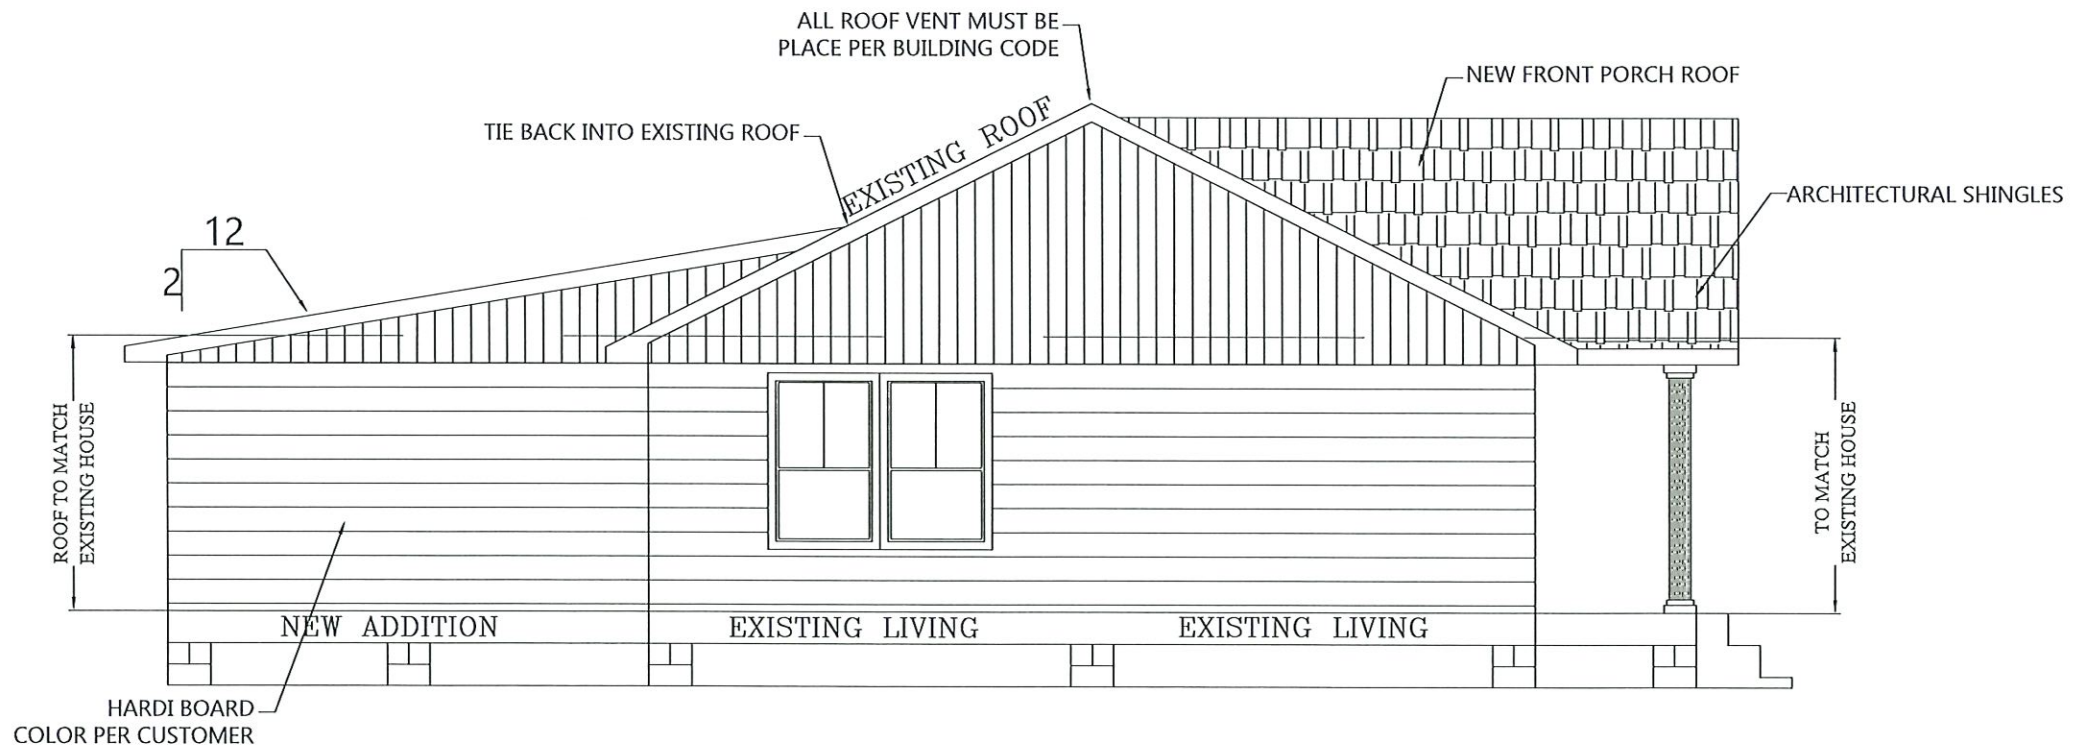 ALL ROOF VENT MUST BE
PLACE PER BUILDING CODE
NEW FRONT PORCH ROOF
TIE BACK INTO EXISTING ROOF
EXISTING ROOF
ARCHITECTURAL SHINGLES
12
2
ROOF TO MATCH
EXISTING HOUSE
TO MATCH
EXISTING HOUSE
NEW ADDITION
EXISTING LIVING
EXISTING LIVING
HARDI BOARD
COLOR PER CUSTOMER